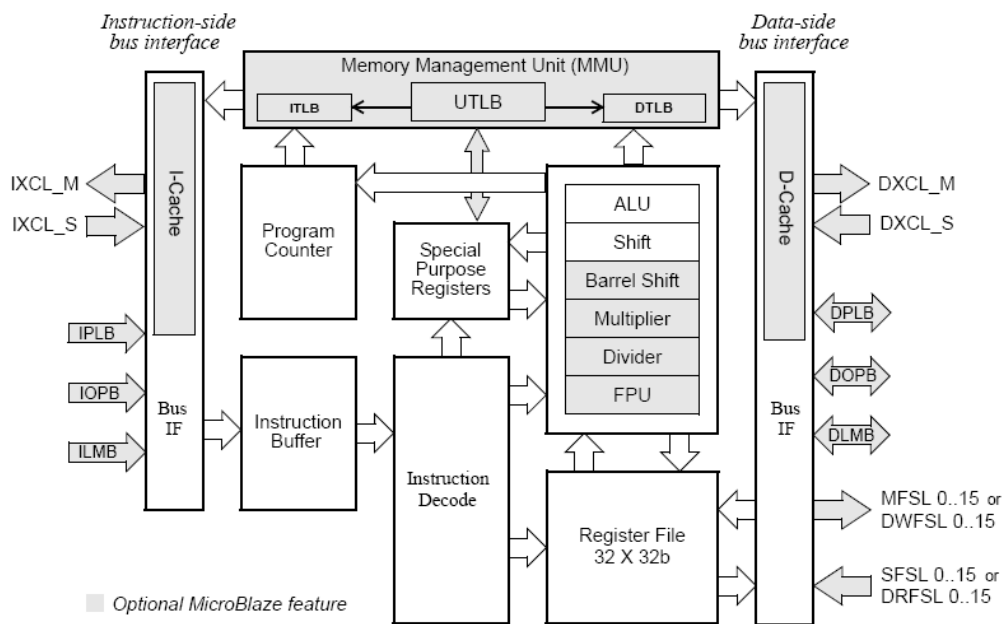 Instruction-side
bus interface
Data-side
bus interface
Memory Management Unit (MMU)
ITLB
UTLB
DTLB
IXCL_M
IXCL_S
I-Cache
Program
Counter
Special
Purpose
Registers
ALU
Shift
Barrel Shift
Multiplier
Divider
FPU
D-Cache
DXCL_M
DXCL_S
IPLB
IOPB
ILMB
Bus
IF
Instruction
Buffer
Instruction
Decode
Register File
32 X 32b
Bus
IF
DPLB
DOPB
DLMB
MFSL 0..15 or
DWFSL 0..15
SFSL 0..15 or
DRFSL 0..15
Optional MicroBlaze feature